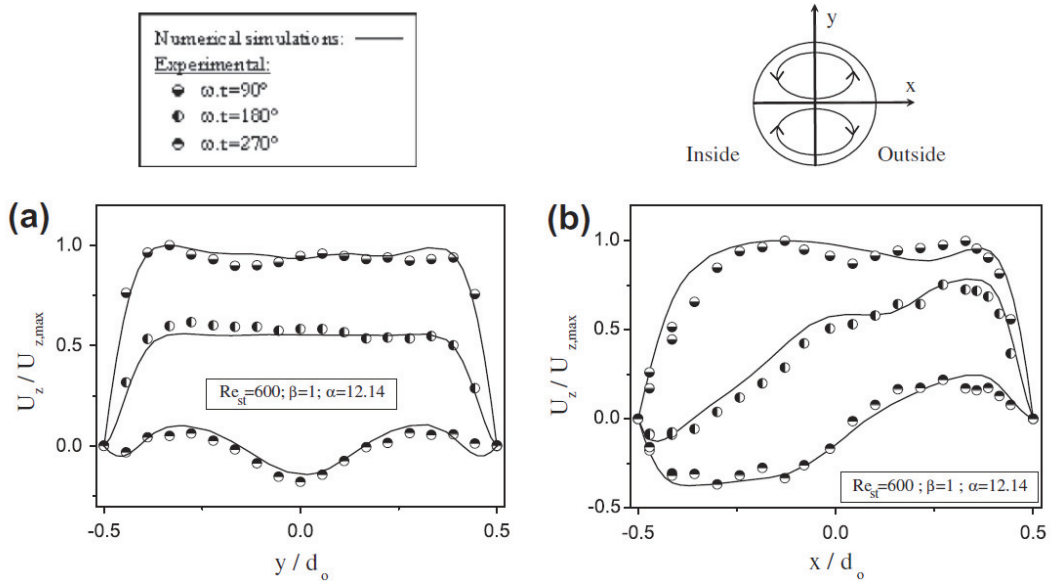 Numerical simulations:
Experimental:
ω.τ=90°
ω.τ=180°
ω.τ=270°
y
x
Inside
Outside
(a)
1.0
0.5
0.0
-0.5
0.0
0.5
U_z / U_z,max
Re_st=600; β=1; α=12.14
y / d_o
(b)
1.0
0.5
0.0
-0.5
-0.5
0.0
0.5
U_z / U_z,max
Re_st=600 ; β=1 ; α=12.14
x / d_o